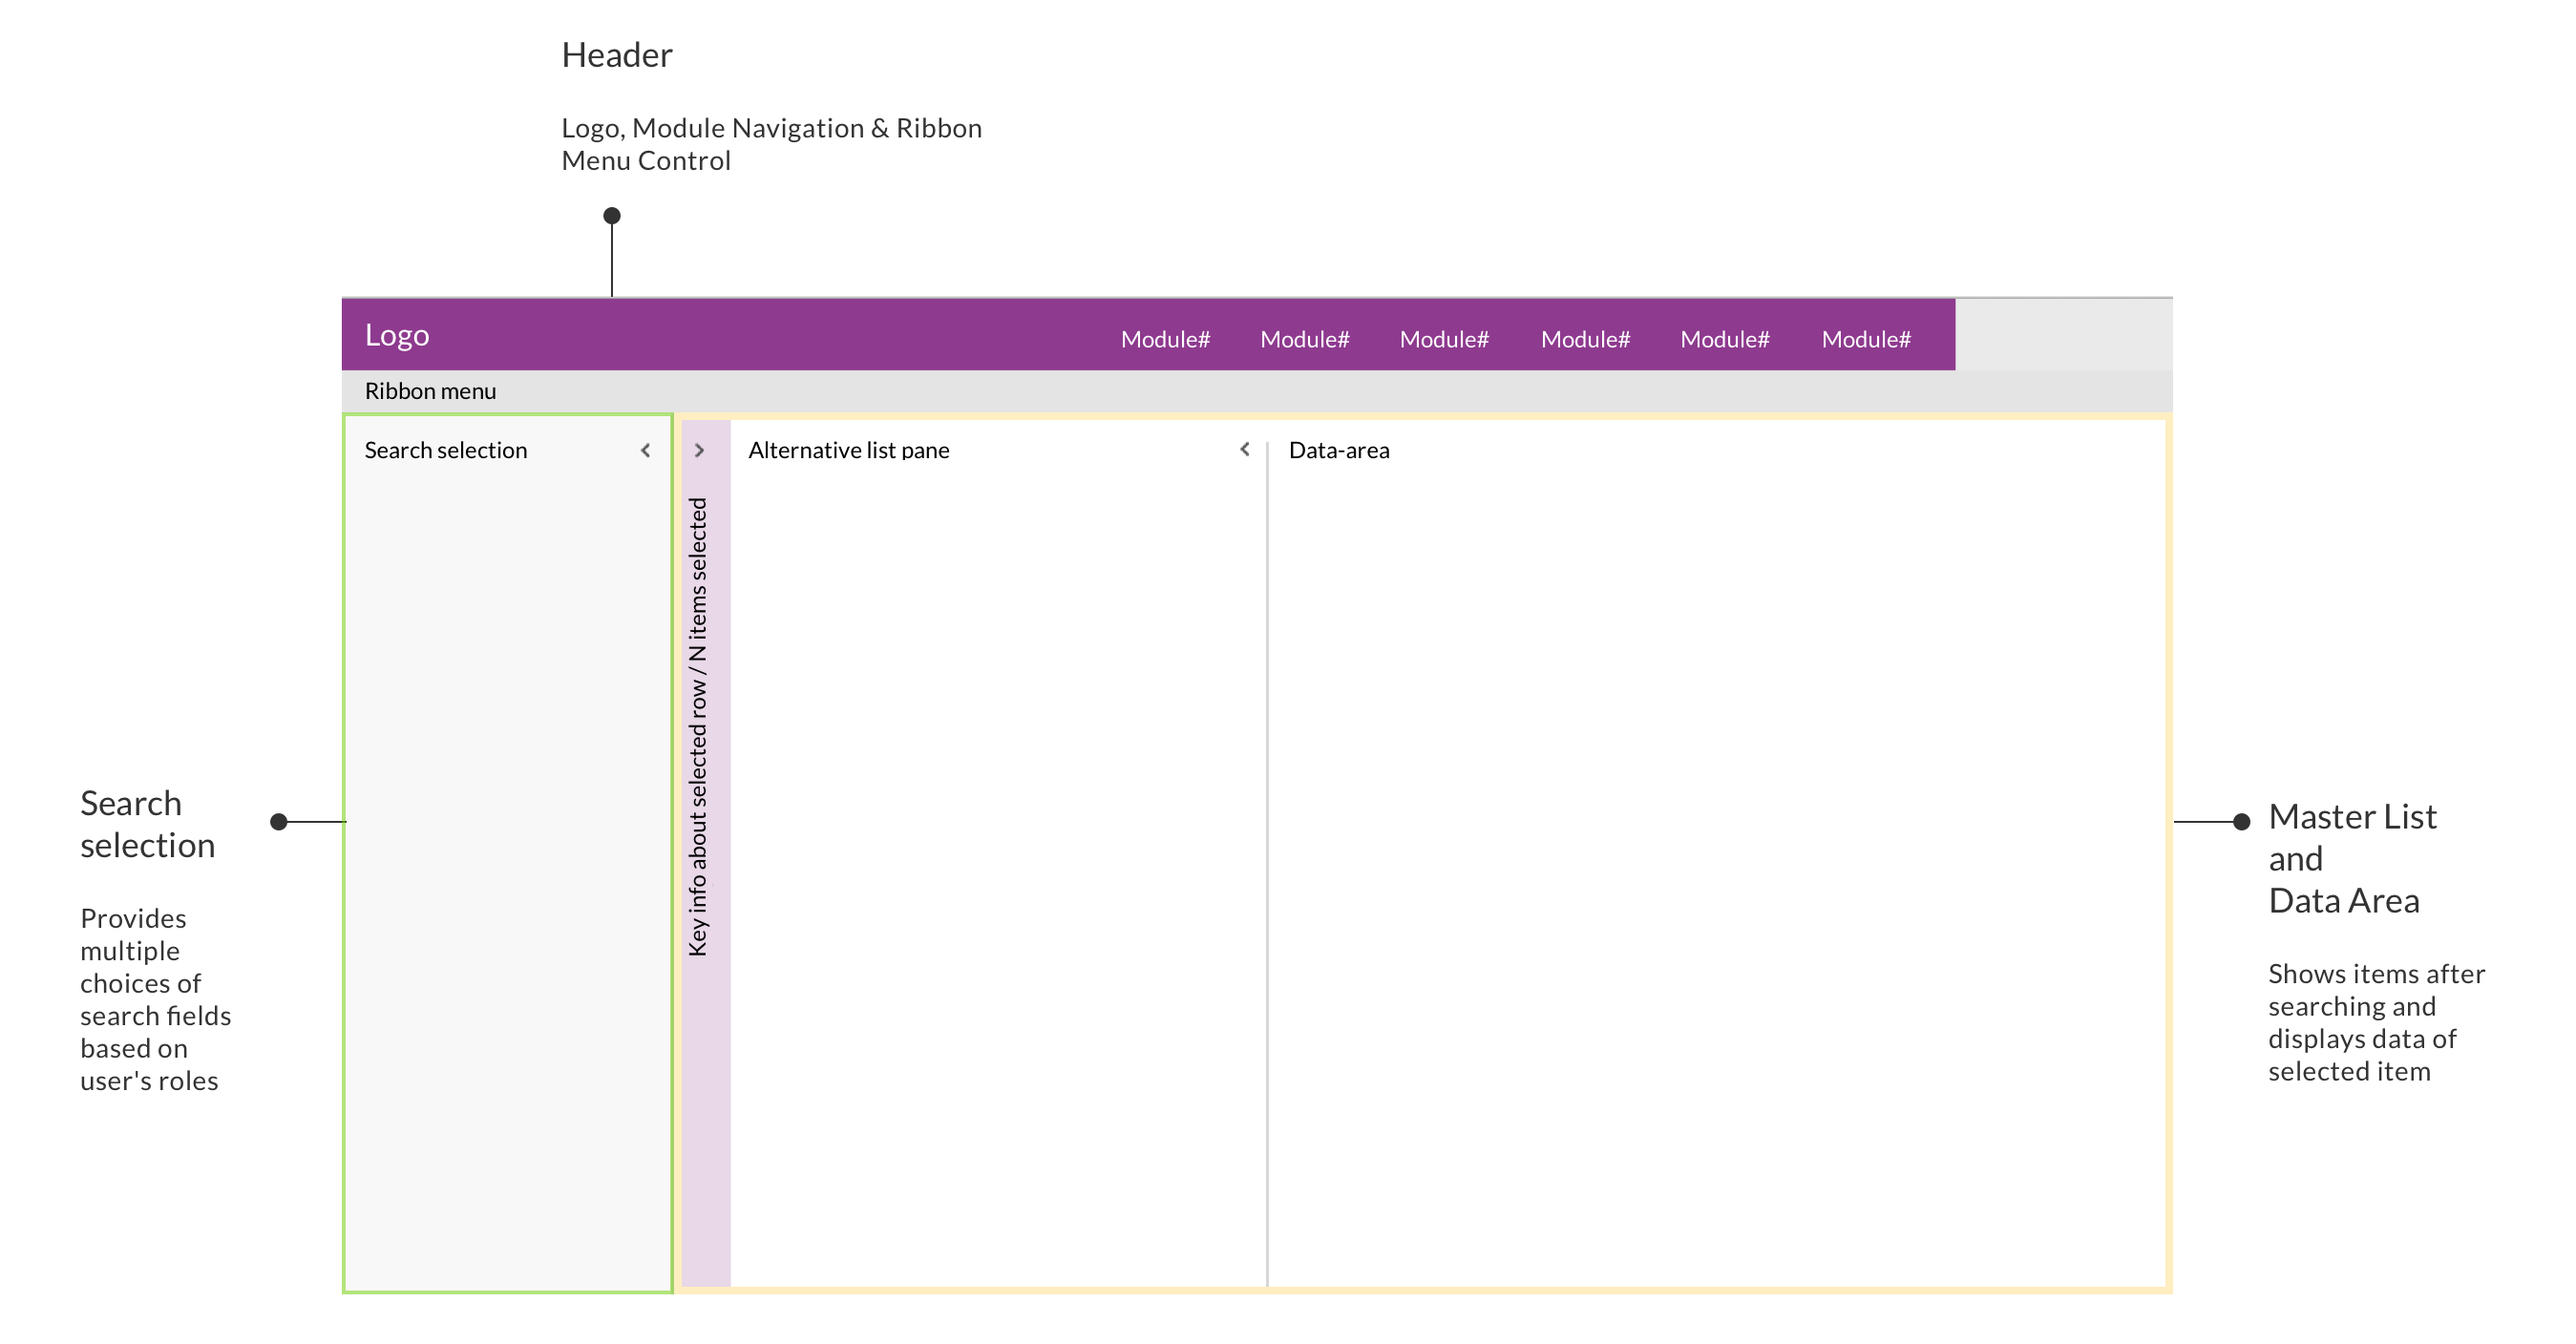 Header
Logo, Module Navigation & Ribbon
Menu Control
Logo
Module# Module# Module# Module# Module# Module#
Ribbon menu
Search selection
Key info about selected row / N items selected
Alternative list pane
Data-area
Search
selection
Provides
multiple
choices of
search fields
based on
user's roles
Master List
and
Data Area
Shows items after
searching and
displays data of
selected item